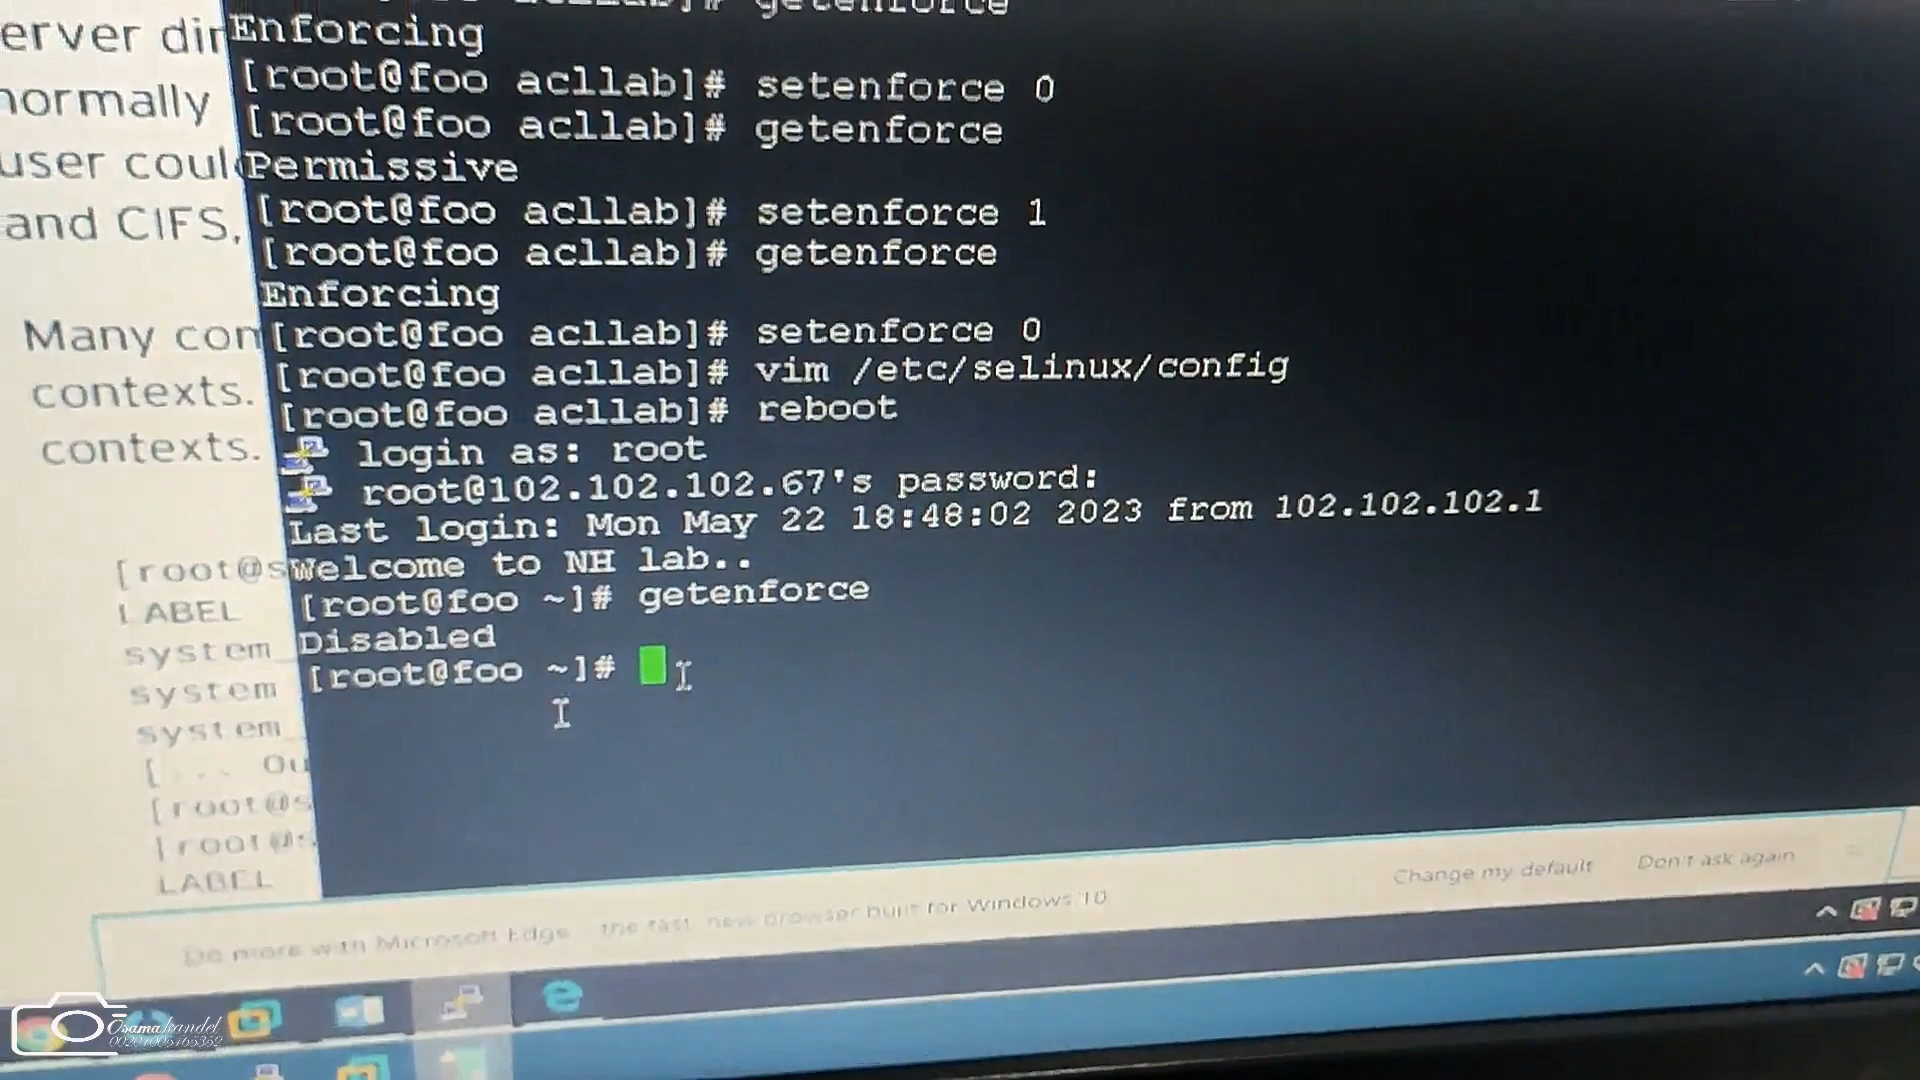 getenforce
Enforcing
[root@foo acllab]# setenforce 0
[root@foo acllab]# getenforce
Permissive
[root@foo acllab]# setenforce 1
[root@foo acllab]# getenforce
Enforcing
[root@foo acllab]# setenforce 0
[root@foo acllab]# vim /etc/selinux/config
[root@foo acllab]# reboot
login as: root
root@102.102.102.67's password:
Last login: Mon May 22 18:48:02 2023 from 102.102.102.1
Welcome to NH lab..
[root@foo ~]# getenforce
Disabled
[root@foo ~]#
erver dir
normally
user coul
and CIFS,
Many con
contexts.
contexts.
[root@s
LABEL
system_
system
system
[... Ou
[root@s
[root@s
LABEL
Do more with Microsoft Edge the fast, new browser built for Windows 10
Change my default
Don't ask again
Osama kandel